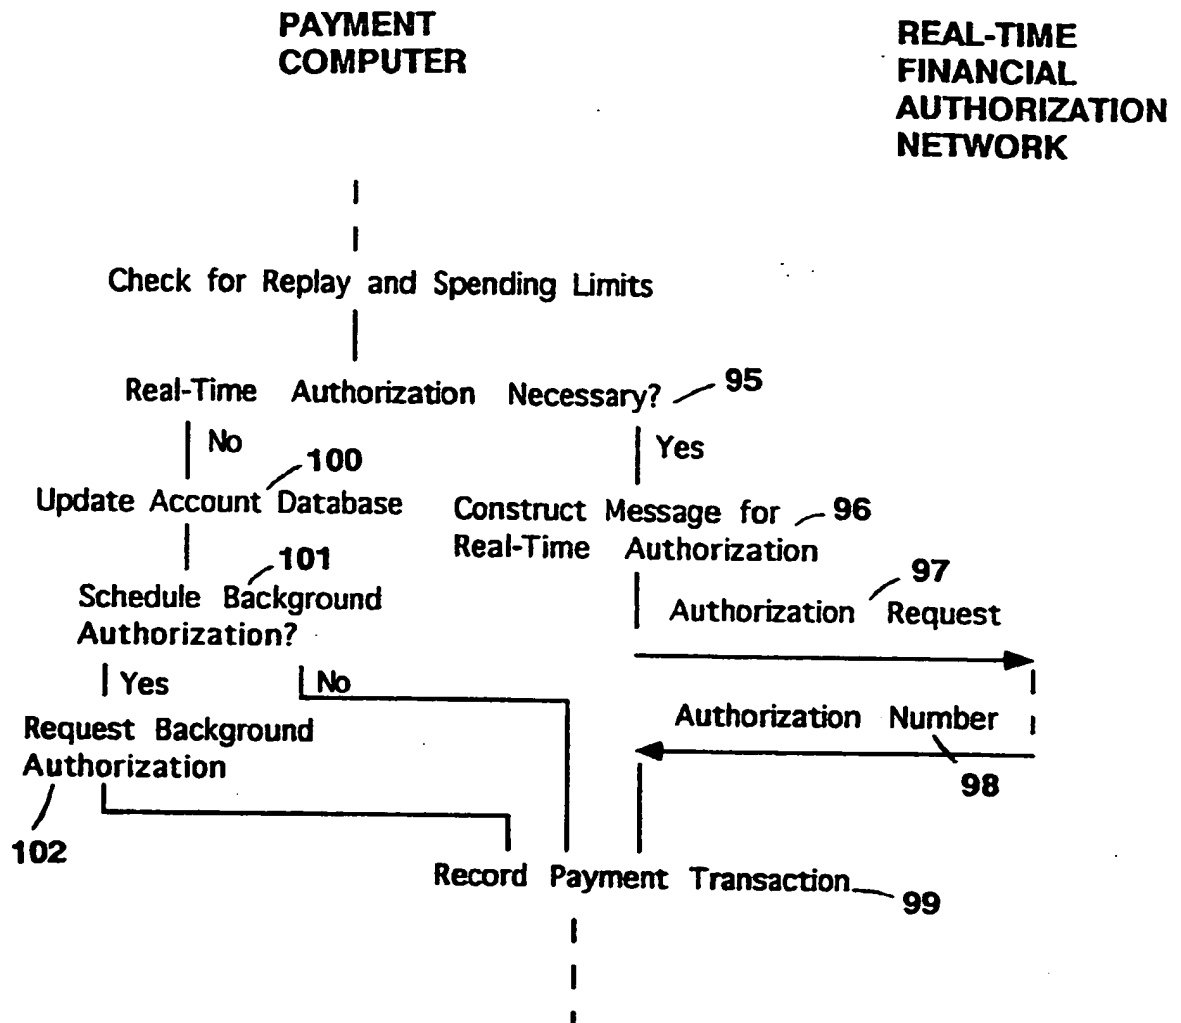 PAYMENT
COMPUTER
REAL-TIME
FINANCIAL
AUTHORIZATION
NETWORK
Check for Replay and Spending Limits
Real-Time Authorization Necessary? 95
No
Yes
100
Update Account Database
Construct Message for 96
Real-Time Authorization
101
Schedule Background
Authorization?
97
Authorization Request
Yes
No
Request Background
Authorization
102
Authorization Number
98
Record Payment Transaction 99